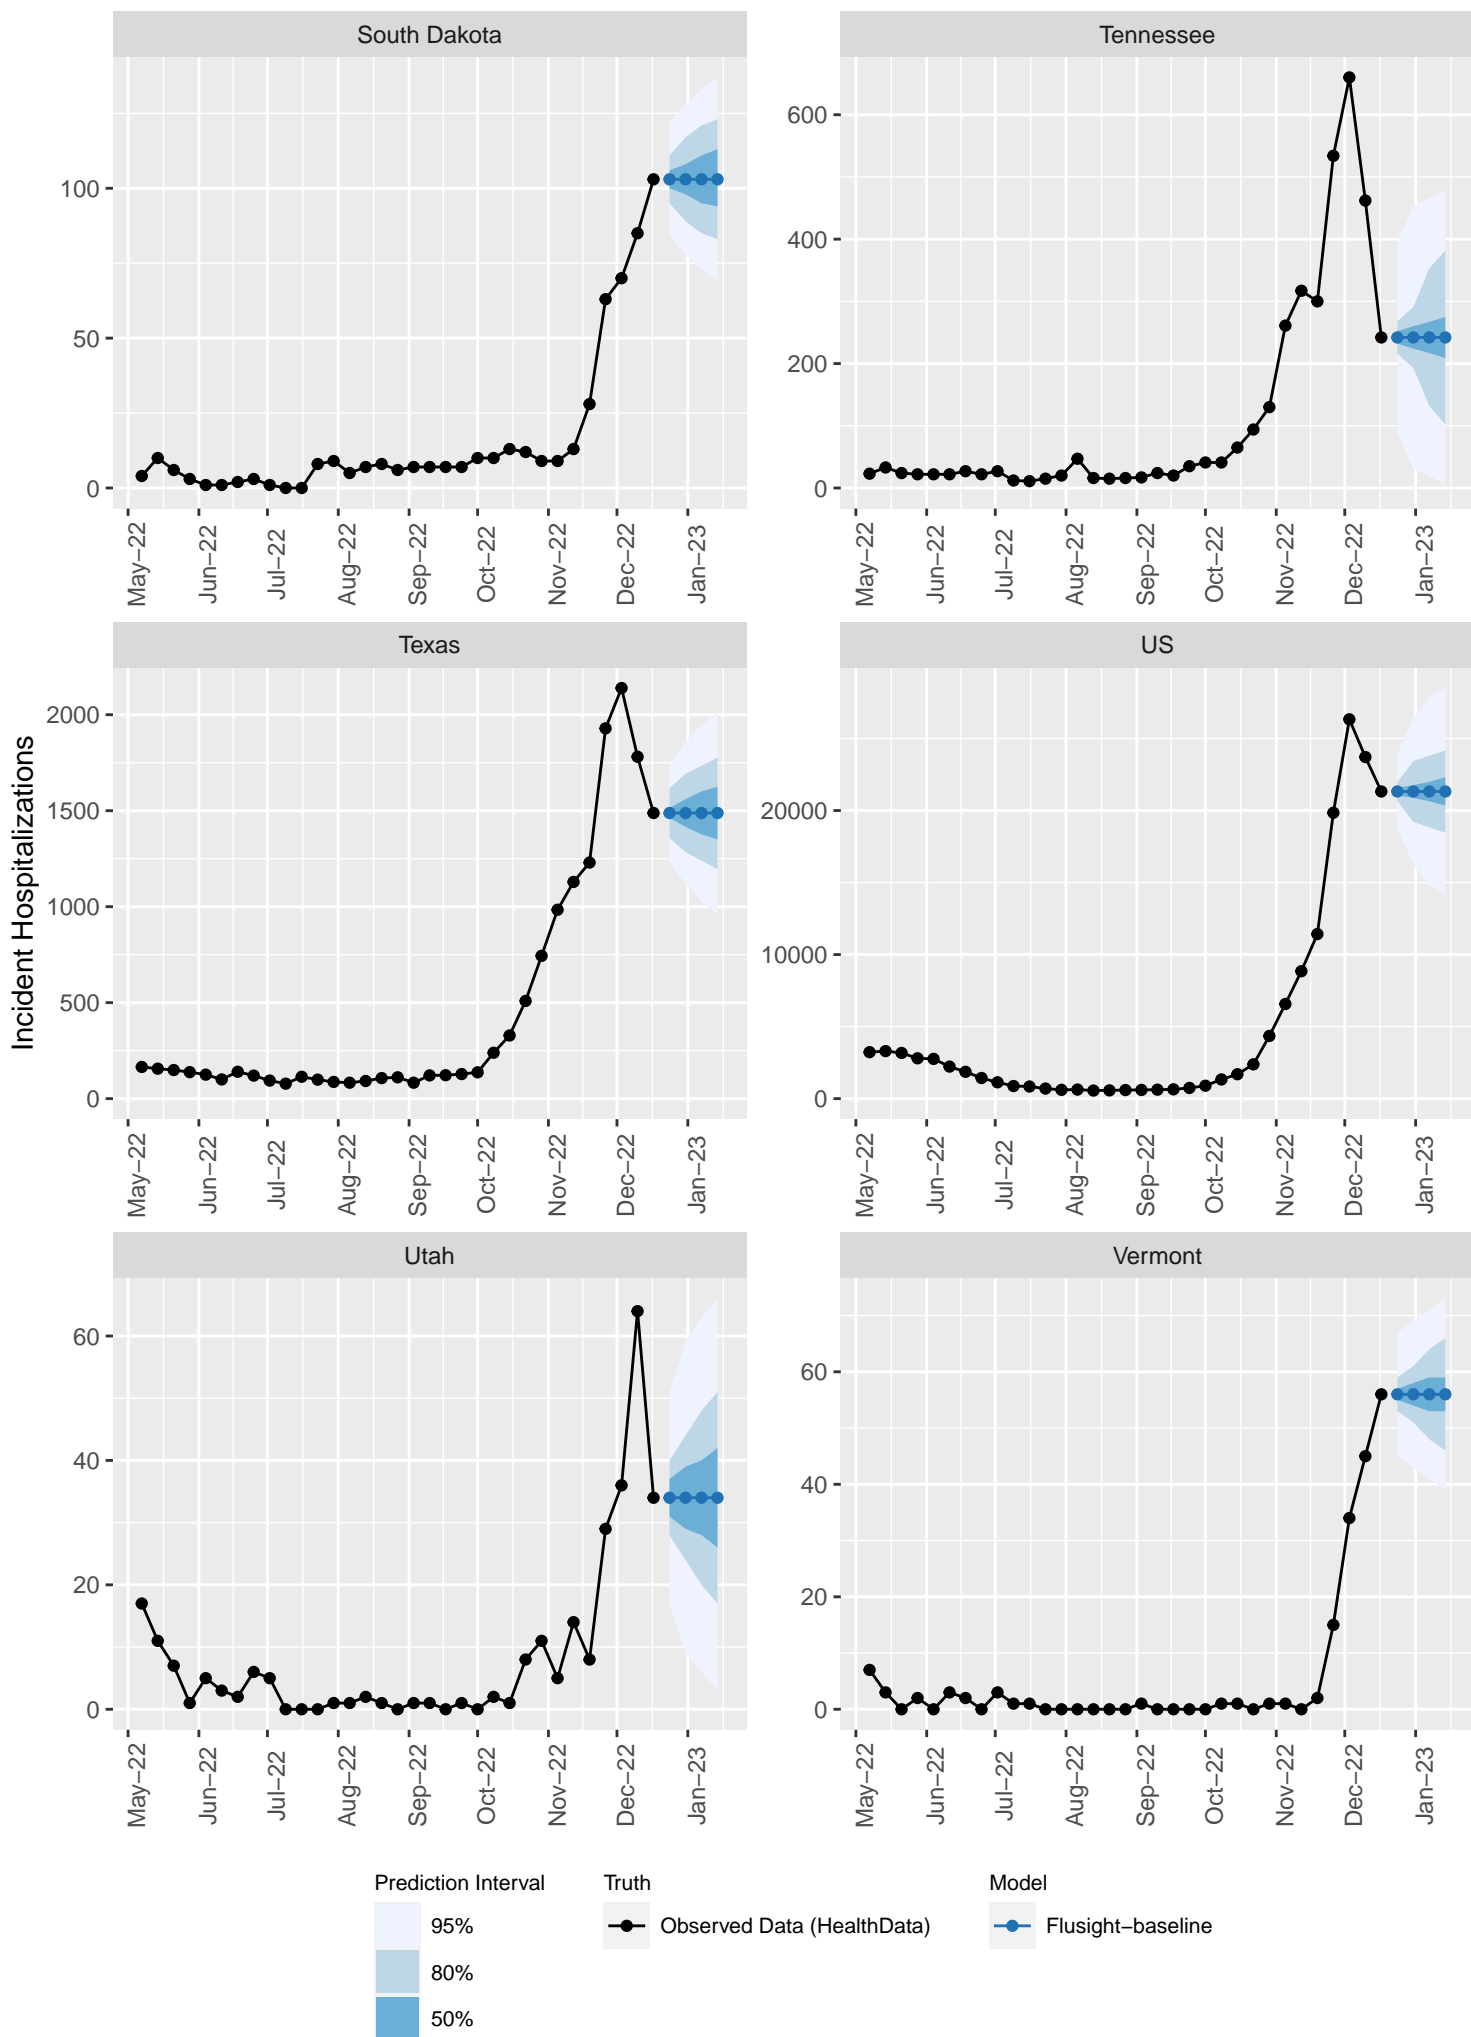 South Dakota
Tennessee
100
50
0
600
400
200
0
May−22
Jun−22
Jul−22
Aug−22
Sep−22
Oct−22
Nov−22
Dec−22
Jan−23
May−22
Jun−22
Jul−22
Aug−22
Sep−22
Oct−22
Nov−22
Dec−22
Jan−23
Incident Hospitalizations
Texas
US
2000
1500
1000
500
0
20000
10000
0
May−22
Jun−22
Jul−22
Aug−22
Sep−22
Oct−22
Nov−22
Dec−22
Jan−23
May−22
Jun−22
Jul−22
Aug−22
Sep−22
Oct−22
Nov−22
Dec−22
Jan−23
Utah
Vermont
60
40
20
0
60
40
20
0
May−22
Jun−22
Jul−22
Aug−22
Sep−22
Oct−22
Nov−22
Dec−22
Jan−23
May−22
Jun−22
Jul−22
Aug−22
Sep−22
Oct−22
Nov−22
Dec−22
Jan−23
Prediction Interval
95%
80%
50%
Truth
Observed Data (HealthData)
Model
Flusight−baseline